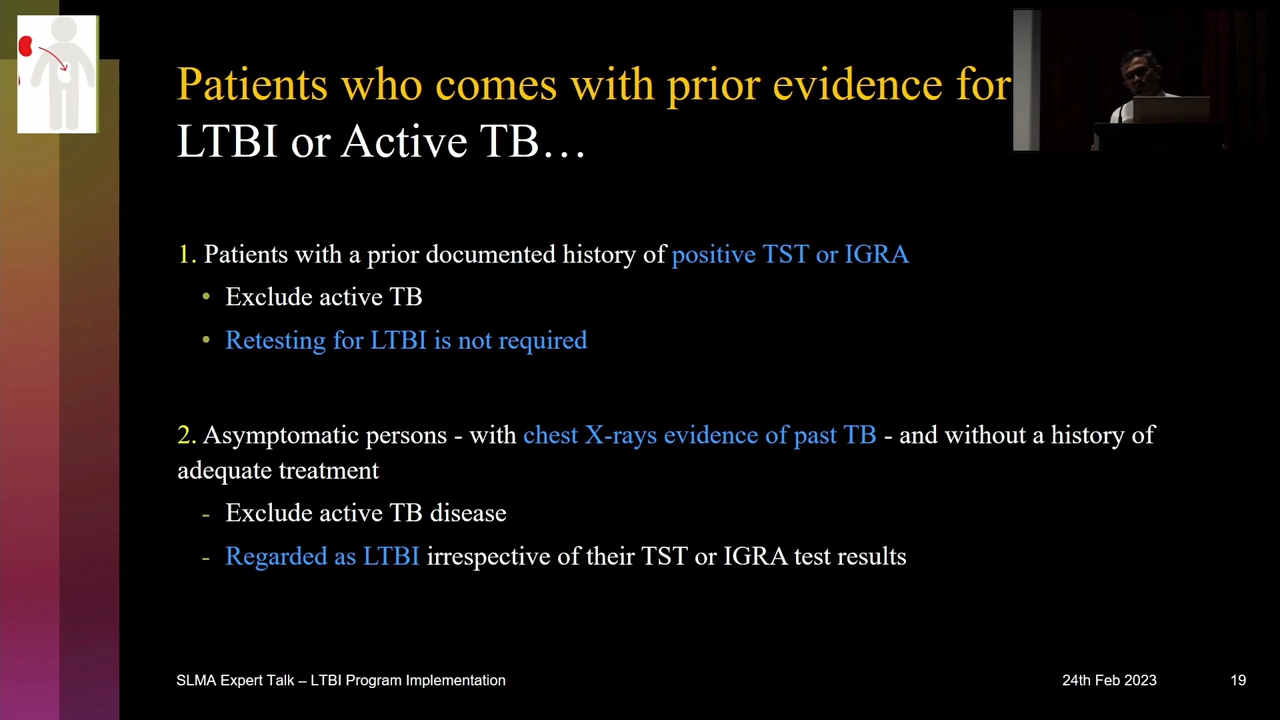 Patients who comes with prior evidence for
LTBI or Active TB…
1. Patients with a prior documented history of positive TST or IGRA
• Exclude active TB
• Retesting for LTBI is not required
2. Asymptomatic persons - with chest X-rays evidence of past TB - and without a history of
adequate treatment
- Exclude active TB disease
- Regarded as LTBI irrespective of their TST or IGRA test results
SLMA Expert Talk – LTBI Program Implementation
24th Feb 2023
19